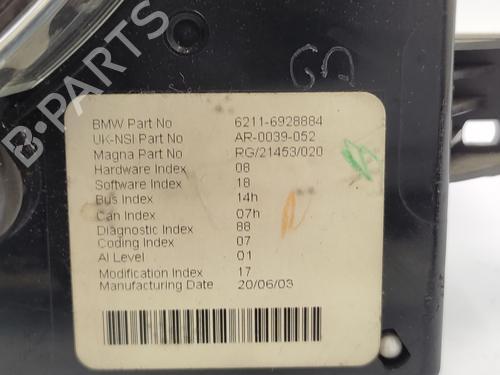 BMW Part No 6211-6928884
UK-NSI Part No AR-0039-052
Magna Part No RG/21453/020
Hardware Index 08
Software Index 18
Bus Index 14h
Can Index 07h
Diagnostic Index 88
Coding Index 07
AI Level 01
Modification Index 17
Manufacturing Date 20/06/03
B-PARTS